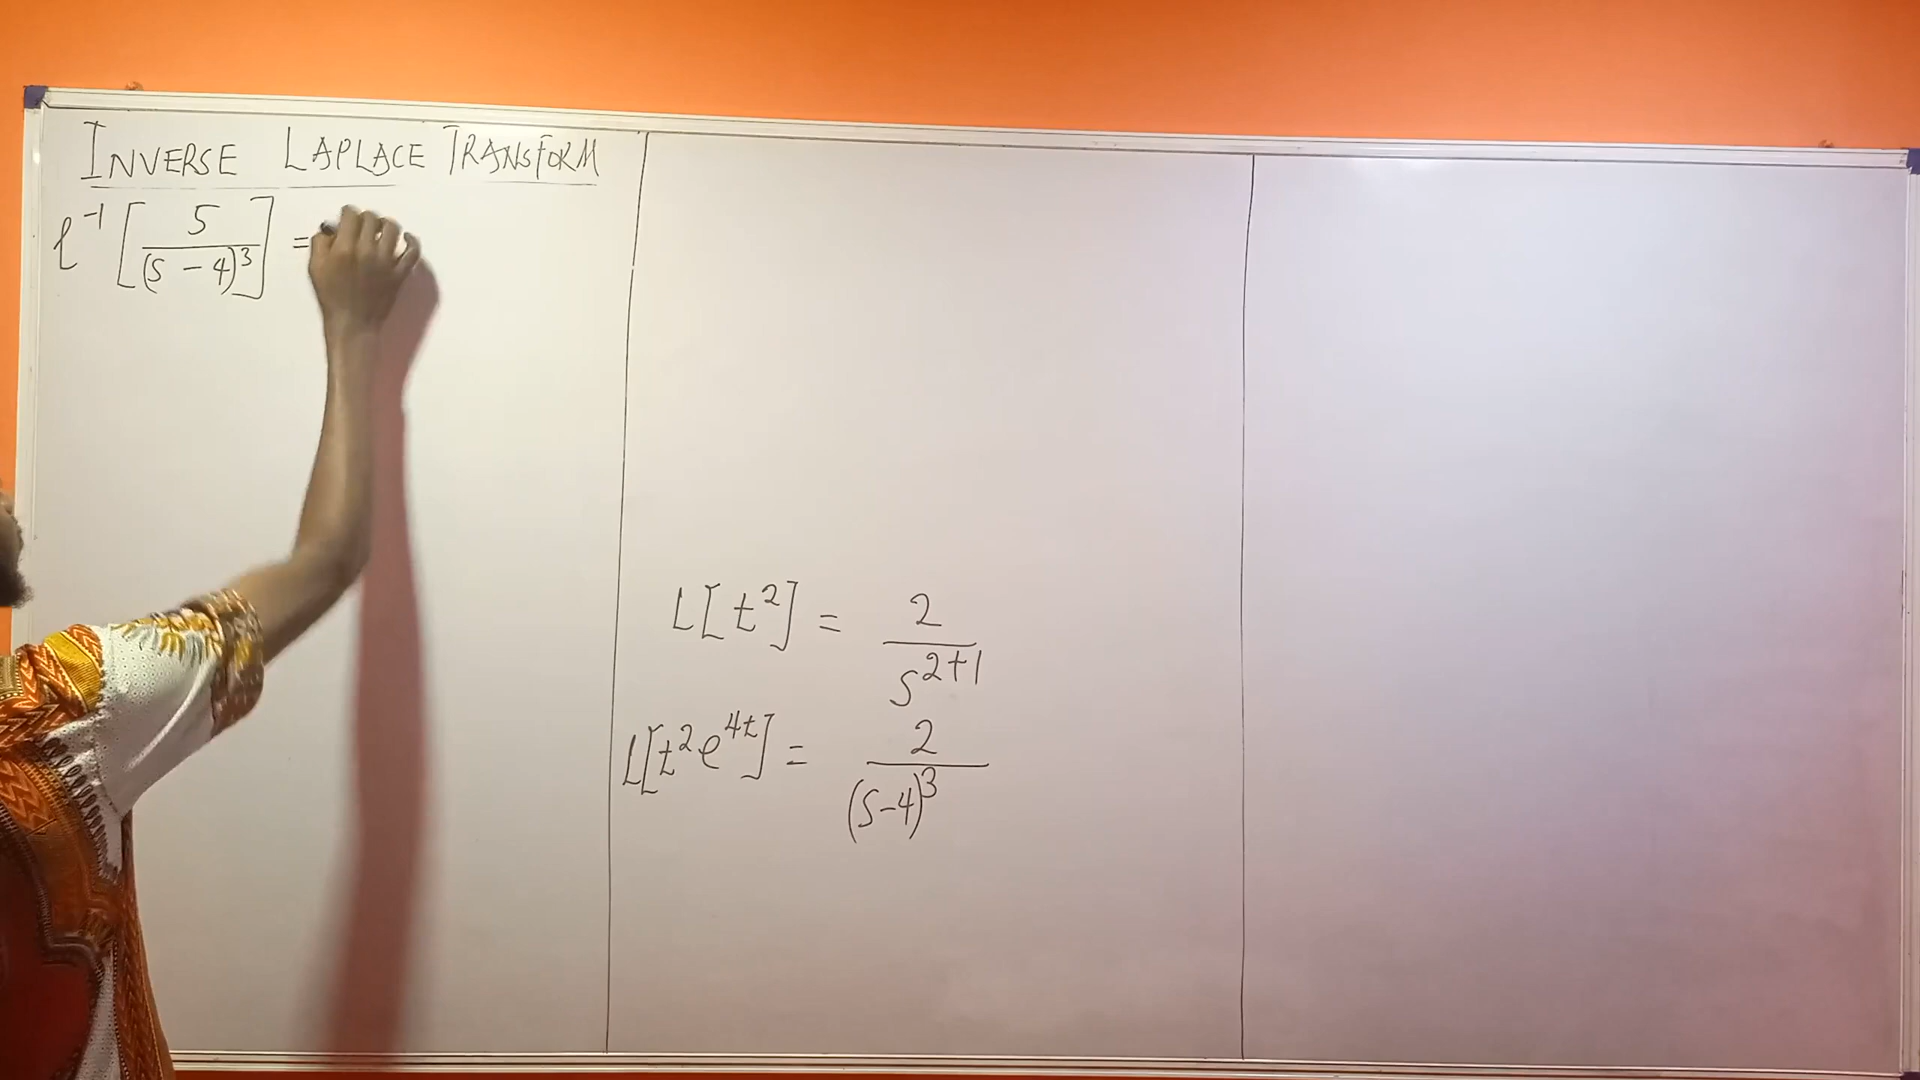 INVERSE LAPLACE TRANSFORM
ℓ⁻¹ [5/(s - 4)³] =
L[t²] = 2/s²⁺¹
L[t²e⁴ᵗ] = 2/(s-4)³